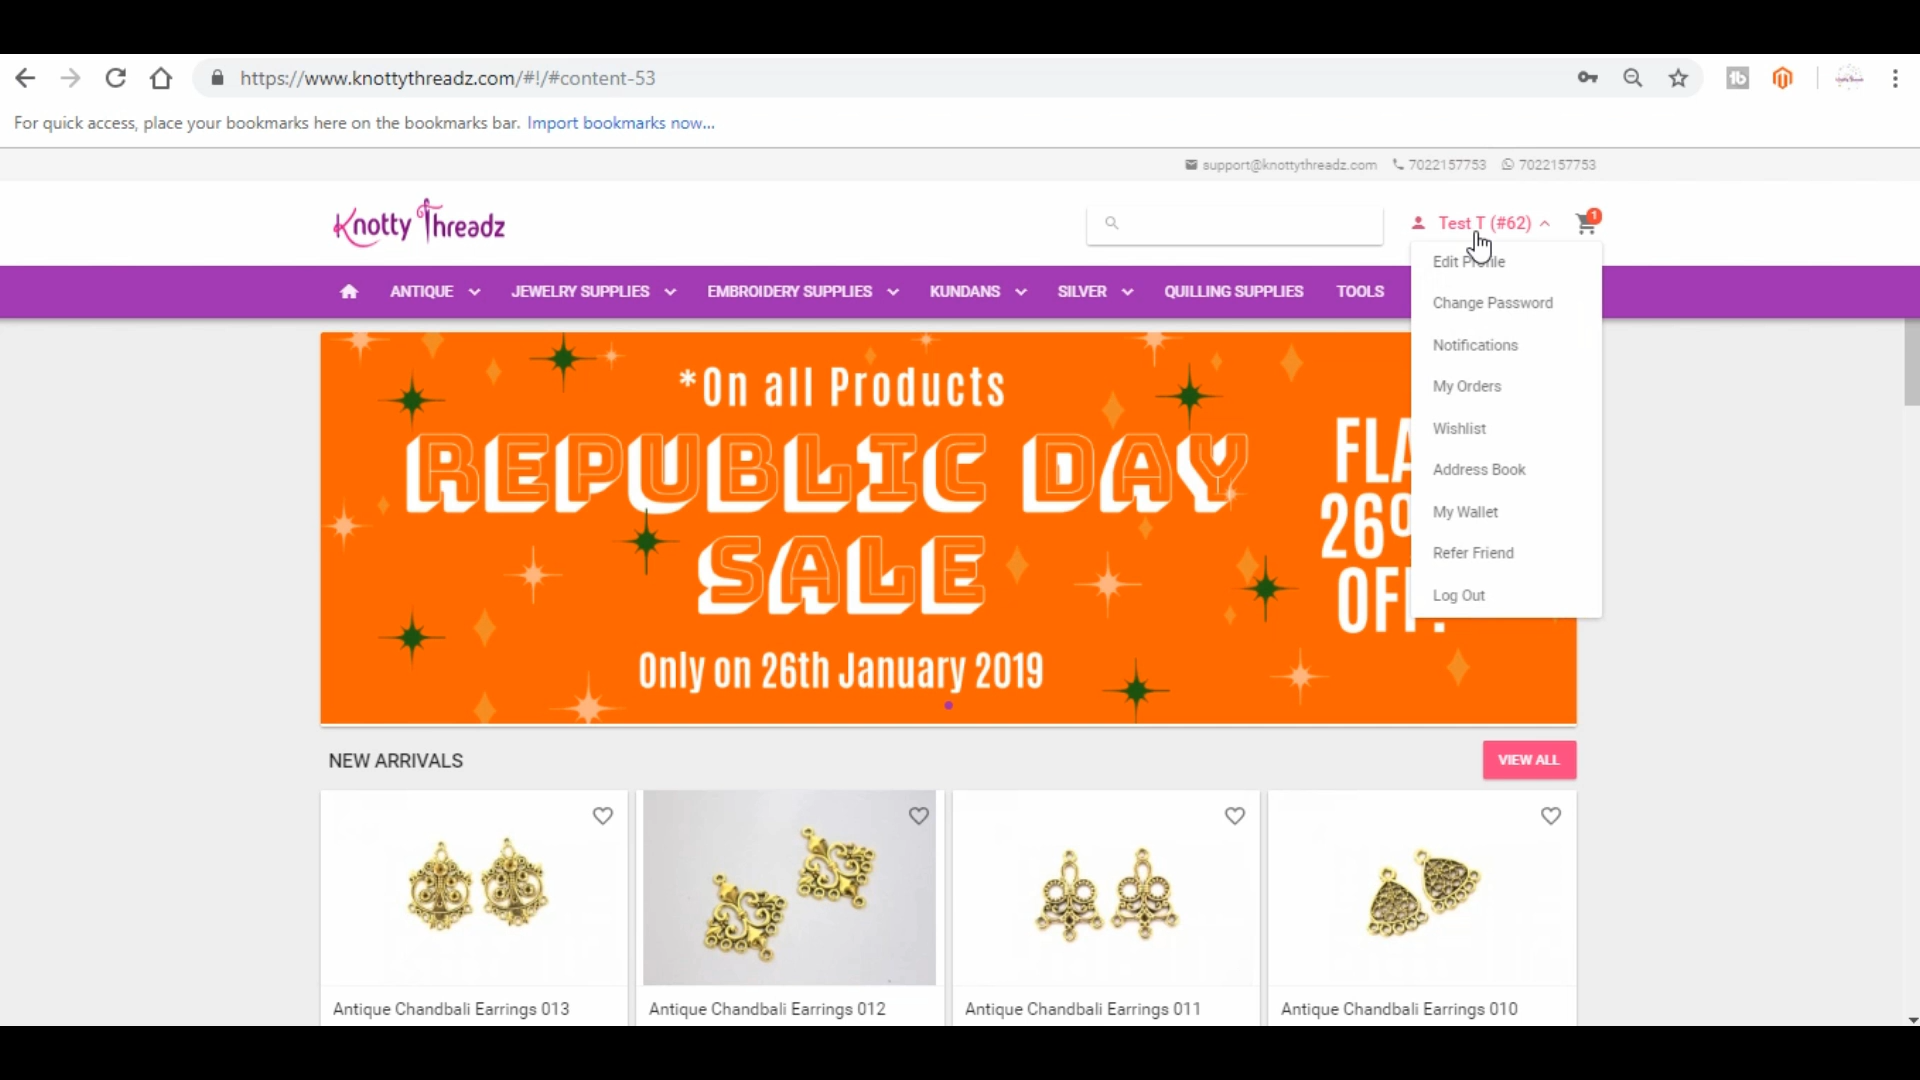 https://www.knottythreadz.com/#!/#content-53
For quick access, place your bookmarks here on the bookmarks bar. Import bookmarks now...
support@knottythreadz.com 7022157753 7022157753
Knotty Threadz
Test T (#62)
1
Edit Profile
Change Password
Notifications
My Orders
Wishlist
Address Book
My Wallet
Refer Friend
Log Out
ANTIQUE JEWELRY SUPPLIES EMBROIDERY SUPPLIES KUNDANS SILVER QUILLING SUPPLIES TOOLS
*On all Products
REPUBLIC DAY
SALE
Only on 26th January 2019
FLA
26%
OFF!
NEW ARRIVALS
VIEW ALL
Antique Chandbali Earrings 013
Antique Chandbali Earrings 012
Antique Chandbali Earrings 011
Antique Chandbali Earrings 010